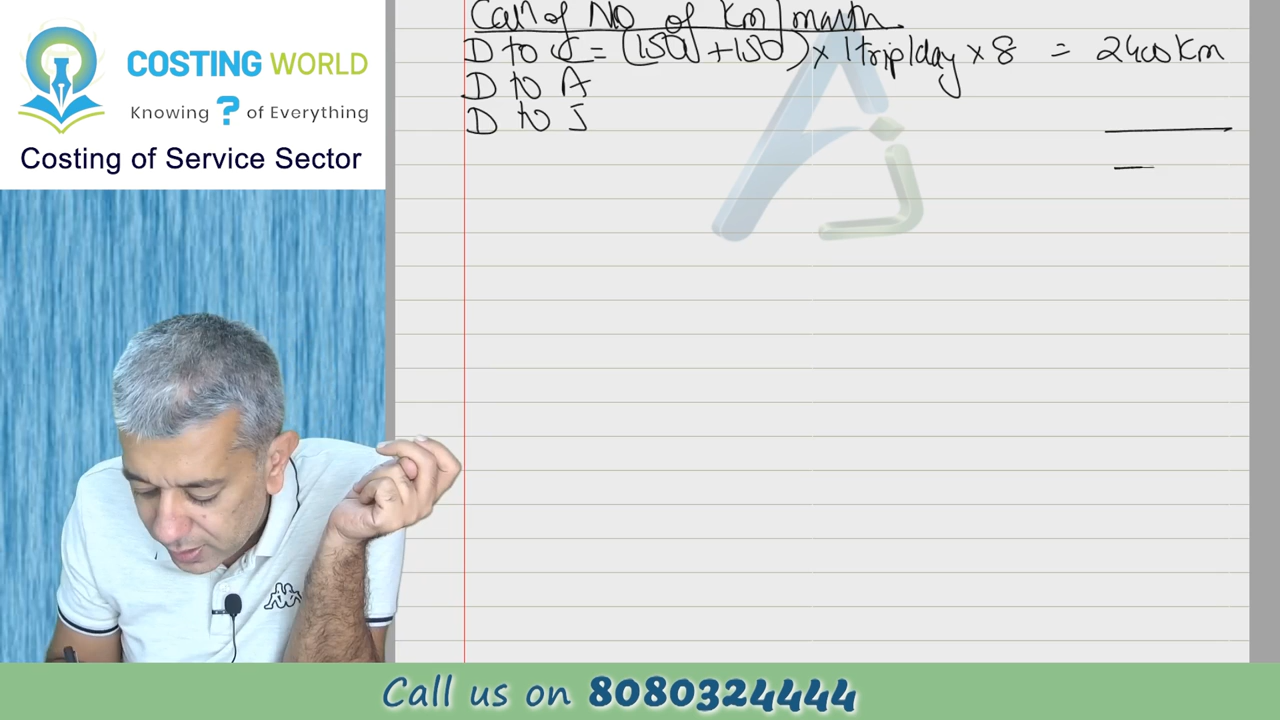 COSTING WORLD
Knowing ? of Everything
Costing of Service Sector
Calⁿ of No of Km/month
D to C = (150 + 150) × 1 trip/day × 8 = 2400 Km
D to A
D to J
Call us on 8080324444